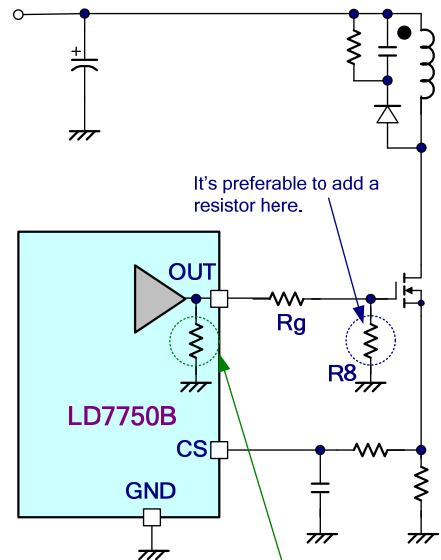 +
It's preferable to add a
resistor here.
OUT
Rg
R8
LD7750B
CS
GND